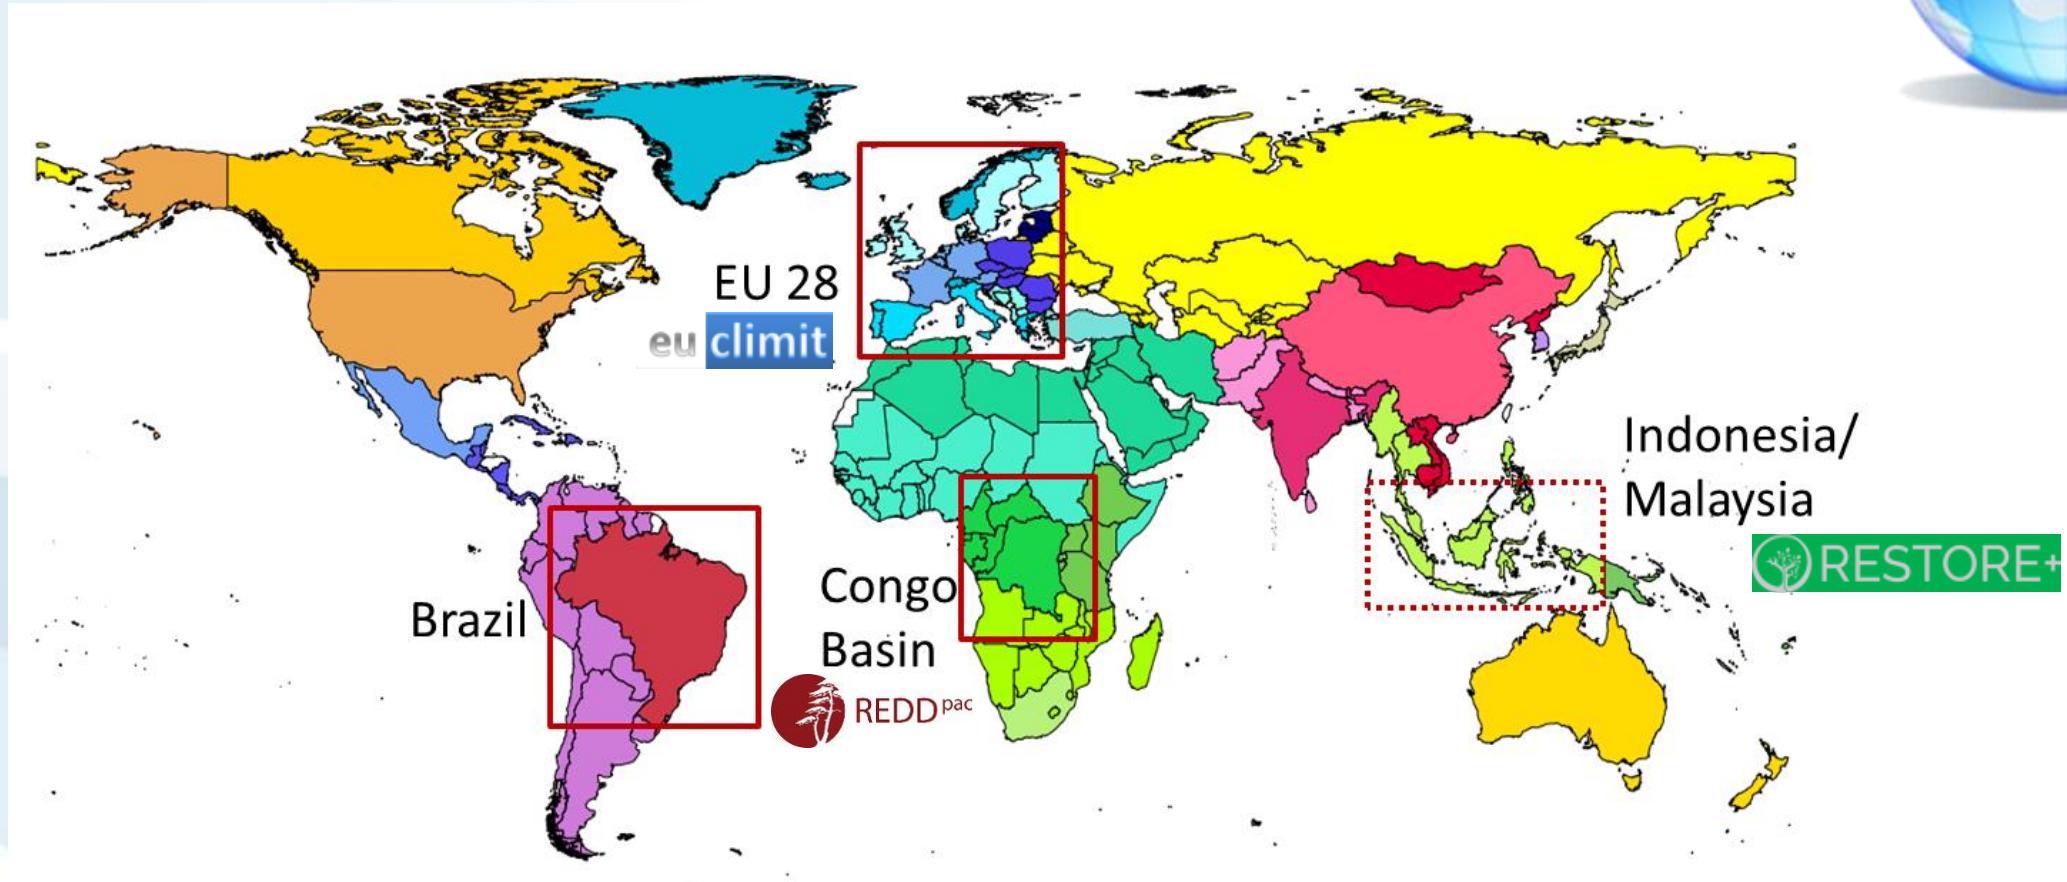 EU 28
eu climit
Indonesia/
Malaysia
RESTORE+
Brazil
Congo
Basin
REDD pac